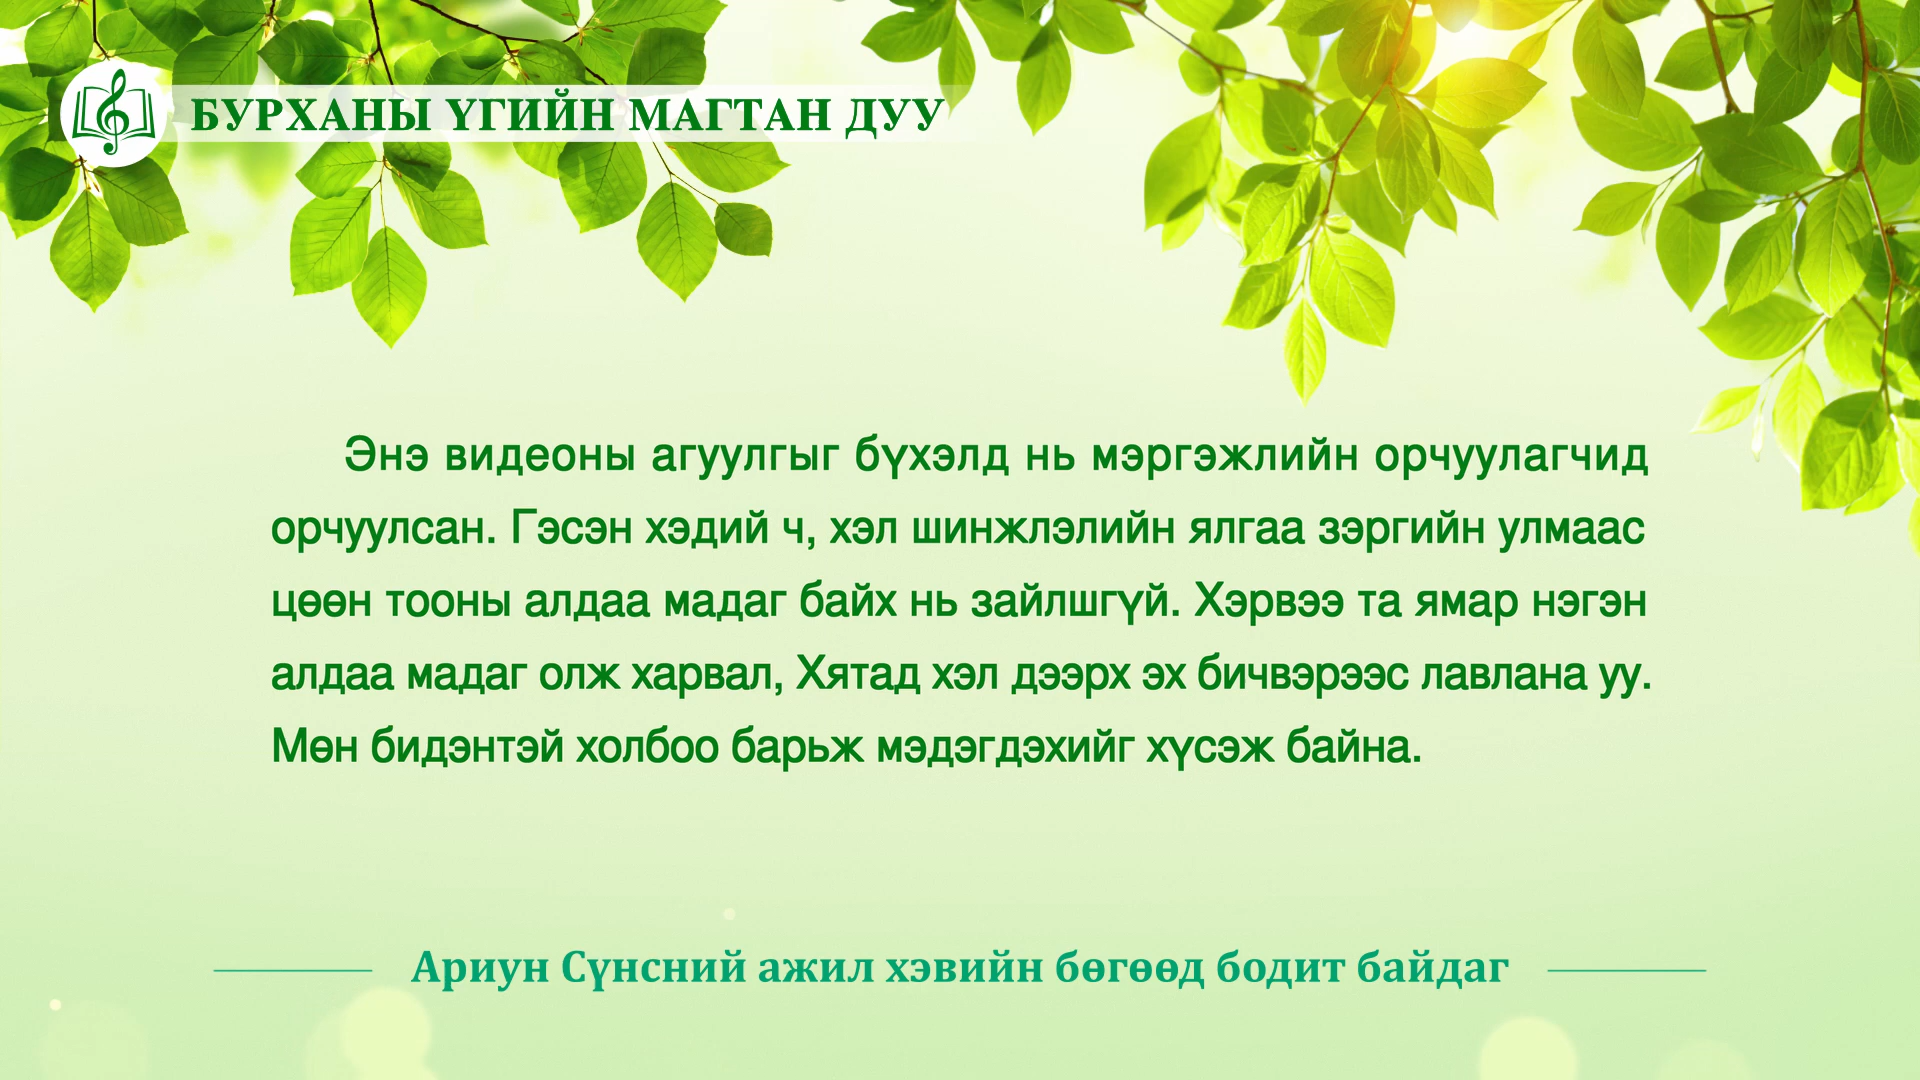 БУРХАНЫ ҮГИЙН МАГТАН ДУУ
Энэ видеоны агуулгыг бүхэлд нь мэргэжлийн орчуулагчид
орчуулсан. Гэсэн хэдий ч, хэл шинжлэлийн ялгаа зэргийн улмаас
цөөн тооны алдаа мадаг байх нь зайлшгүй. Хэрвээ та ямар нэгэн
алдаа мадаг олж харвал, Хятад хэл дээрх эх бичвэрээс лавлана уу.
Мөн бидэнтэй холбоо барьж мэдэгдэхийг хүсэж байна.
Ариун Сүнсний ажил хэвийн бөгөөд бодит байдаг